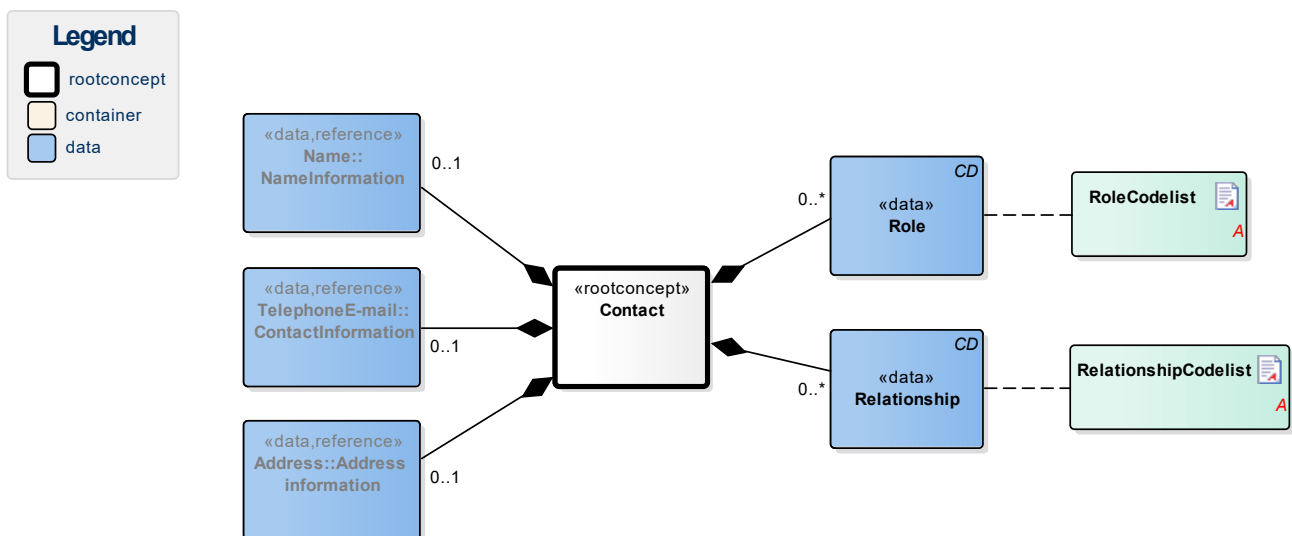 Legend
rootconcept
container
data
«data,reference»
Name::
NameInformation
0..1
«data,reference»
TelephoneE-mail::
ContactInformation
0..1
«data,reference»
Address::Address
information
0..1
«rootconcept»
Contact
CD
«data»
Role
0..*
CD
«data»
Relationship
0..*
RoleCodelist
A
RelationshipCodelist
A